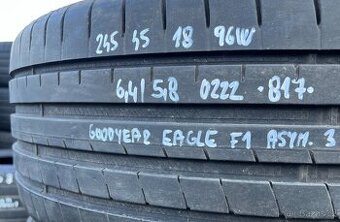 245 45 18 96W
6,4/5,8 0222 .817.
GOODYEAR EAGLE F1 ASYM. 3